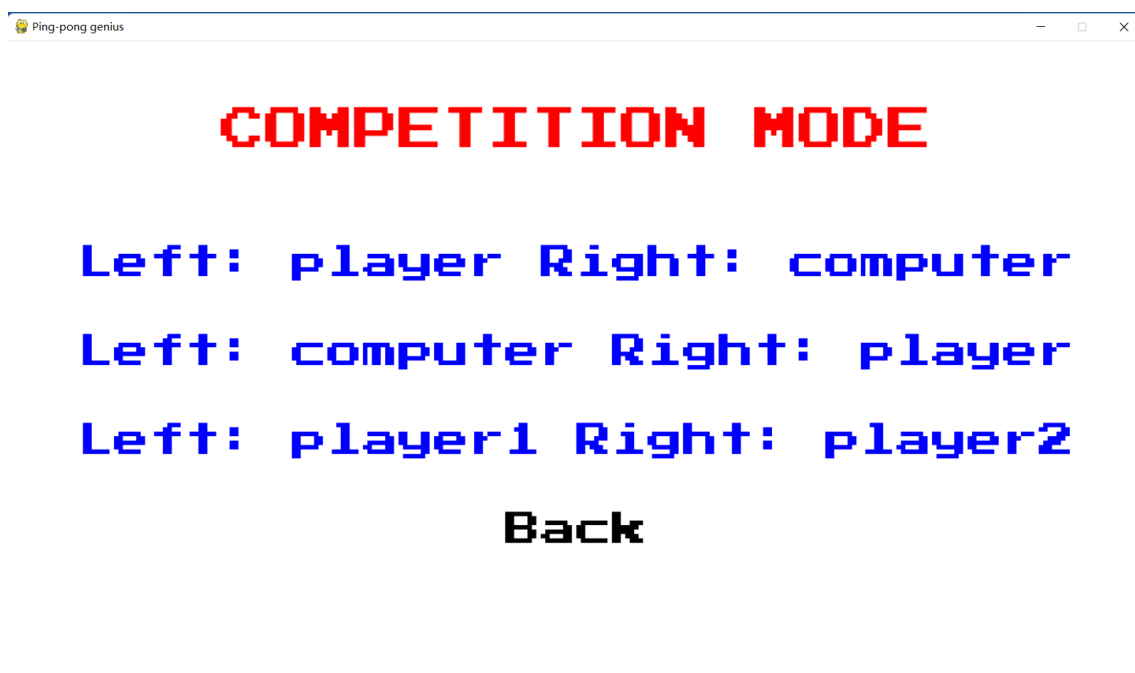 Ping-pong genius
COMPETITION MODE
Left: player Right: computer
Left: computer Right: player
Left: player1 Right: player2
Back